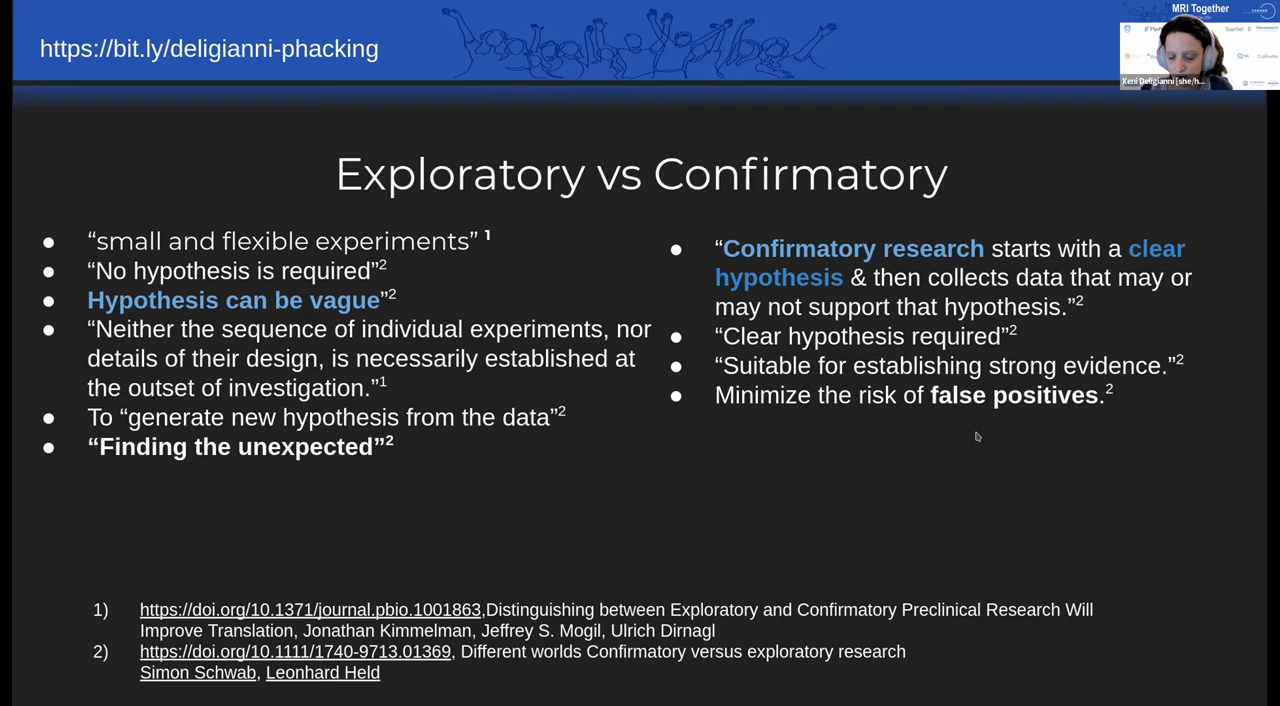 https://bit.ly/deligianni-phacking
MRI Together
Xeni Deligianni [she/h...
Exploratory vs Confirmatory
● “small and flexible experiments” 1
● “No hypothesis is required”2
● Hypothesis can be vague”2
● “Neither the sequence of individual experiments, nor
details of their design, is necessarily established at
the outset of investigation.”1
● To “generate new hypothesis from the data”2
● “Finding the unexpected”2
● “Confirmatory research starts with a clear
hypothesis & then collects data that may or
may not support that hypothesis.”2
● “Clear hypothesis required”2
● “Suitable for establishing strong evidence.”2
● Minimize the risk of false positives.2
1) https://doi.org/10.1371/journal.pbio.1001863,Distinguishing between Exploratory and Confirmatory Preclinical Research Will
Improve Translation, Jonathan Kimmelman, Jeffrey S. Mogil, Ulrich Dirnagl
2) https://doi.org/10.1111/1740-9713.01369, Different worlds Confirmatory versus exploratory research
Simon Schwab, Leonhard Held